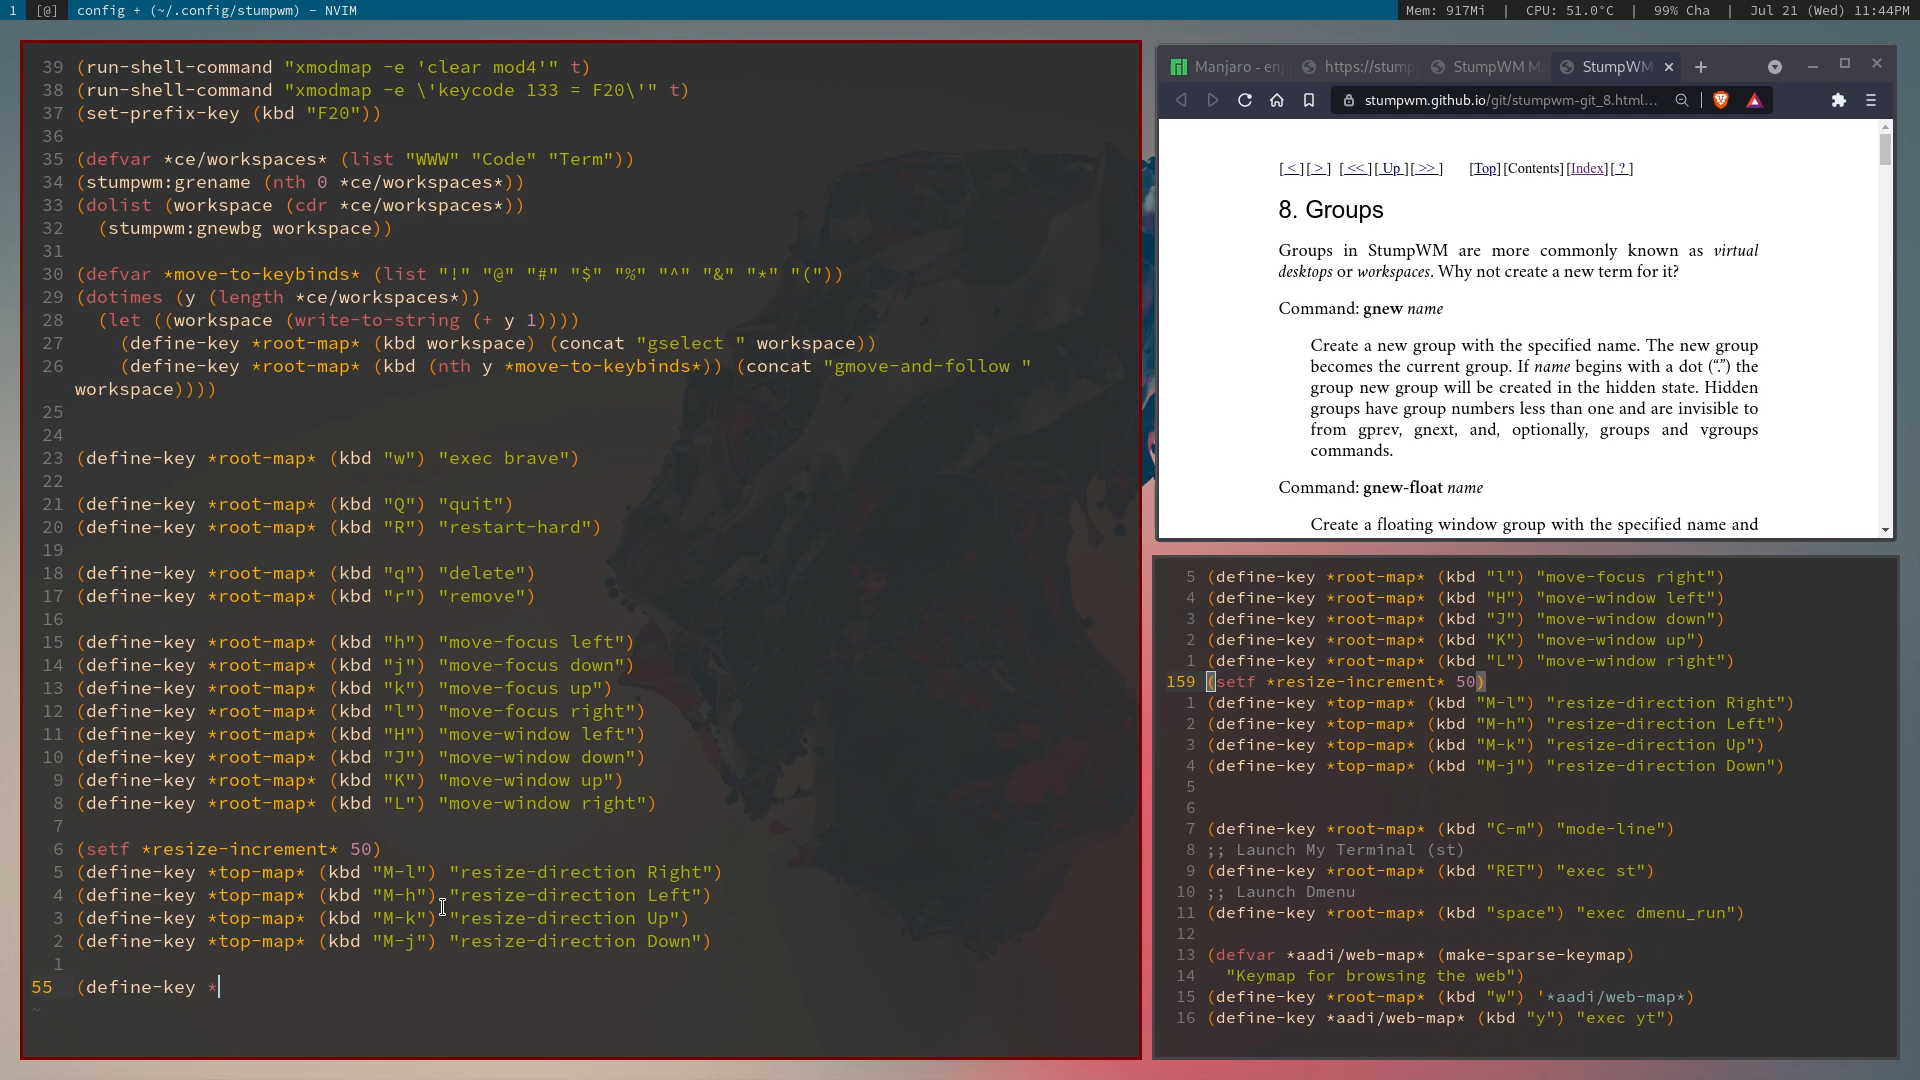 1 [@] config + (~/.config/stumpwm) - NVIM
Mem: 917Mi | CPU: 51.0°C | 99% Cha | Jul 21 (Wed) 11:44PM
39 (run-shell-command "xmodmap -e 'clear mod4'" t)
38 (run-shell-command "xmodmap -e \'keycode 133 = F20\'" t)
37 (set-prefix-key (kbd "F20"))
36
35 (defvar *ce/workspaces* (list "WWW" "Code" "Term"))
34 (stumpwm:grename (nth 0 *ce/workspaces*))
33 (dolist (workspace (cdr *ce/workspaces*))
32   (stumpwm:gnewbg workspace))
31
30 (defvar *move-to-keybinds* (list "!" "@" "#" "$" "%" "^" "&" "*" "("))
29 (dotimes (y (length *ce/workspaces*))
28   (let ((workspace (write-to-string (+ y 1))))
27     (define-key *root-map* (kbd workspace) (concat "gselect " workspace))
26     (define-key *root-map* (kbd (nth y *move-to-keybinds*)) (concat "gmove-and-follow "
workspace))))
25
24
23 (define-key *root-map* (kbd "w") "exec brave")
22
21 (define-key *root-map* (kbd "Q") "quit")
20 (define-key *root-map* (kbd "R") "restart-hard")
19
18 (define-key *root-map* (kbd "q") "delete")
17 (define-key *root-map* (kbd "r") "remove")
16
15 (define-key *root-map* (kbd "h") "move-focus left")
14 (define-key *root-map* (kbd "j") "move-focus down")
13 (define-key *root-map* (kbd "k") "move-focus up")
12 (define-key *root-map* (kbd "l") "move-focus right")
11 (define-key *root-map* (kbd "H") "move-window left")
10 (define-key *root-map* (kbd "J") "move-window down")
9 (define-key *root-map* (kbd "K") "move-window up")
8 (define-key *root-map* (kbd "L") "move-window right")
7
6 (setf *resize-increment* 50)
5 (define-key *top-map* (kbd "M-l") "resize-direction Right")
4 (define-key *top-map* (kbd "M-h") "resize-direction Left")
3 (define-key *top-map* (kbd "M-k") "resize-direction Up")
2 (define-key *top-map* (kbd "M-j") "resize-direction Down")
1
55 (define-key *
~
Manjaro - enj https://stump StumpWM Ma StumpWM
stumpwm.github.io/git/stumpwm-git_8.html...
[ < ][ > ] [ << ][ Up ][ >> ] [Top][Contents][Index][ ? ]
8. Groups
Groups in StumpWM are more commonly known as virtual
desktops or workspaces. Why not create a new term for it?
Command: gnew name
Create a new group with the specified name. The new group
becomes the current group. If name begins with a dot (“.”) the
group new group will be created in the hidden state. Hidden
groups have group numbers less than one and are invisible to
from gprev, gnext, and, optionally, groups and vgroups
commands.
Command: gnew-float name
Create a floating window group with the specified name and
5 (define-key *root-map* (kbd "l") "move-focus right")
4 (define-key *root-map* (kbd "H") "move-window left")
3 (define-key *root-map* (kbd "J") "move-window down")
2 (define-key *root-map* (kbd "K") "move-window up")
1 (define-key *root-map* (kbd "L") "move-window right")
159 (setf *resize-increment* 50)
1 (define-key *top-map* (kbd "M-l") "resize-direction Right")
2 (define-key *top-map* (kbd "M-h") "resize-direction Left")
3 (define-key *top-map* (kbd "M-k") "resize-direction Up")
4 (define-key *top-map* (kbd "M-j") "resize-direction Down")
5
6
7 (define-key *root-map* (kbd "C-m") "mode-line")
8 ;; Launch My Terminal (st)
9 (define-key *root-map* (kbd "RET") "exec st")
10 ;; Launch Dmenu
11 (define-key *root-map* (kbd "space") "exec dmenu_run")
12
13 (defvar *aadi/web-map* (make-sparse-keymap)
14   "Keymap for browsing the web")
15 (define-key *root-map* (kbd "w") '*aadi/web-map*)
16 (define-key *aadi/web-map* (kbd "y") "exec yt")